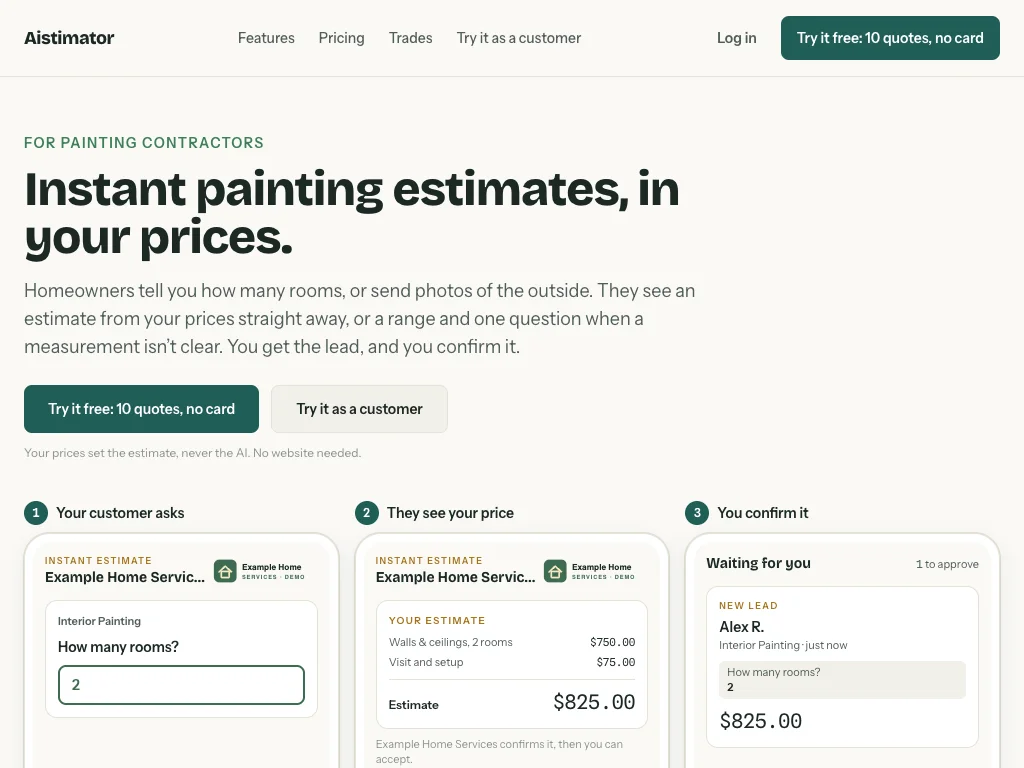 Aistimator
Features
Pricing
Trades
Try it as a customer
Log in
Try it free: 10 quotes, no card
FOR PAINTING CONTRACTORS
Instant painting estimates, in
your prices.
Homeowners tell you how many rooms, or send photos of the outside. They see an
estimate from your prices straight away, or a range and one question when a
measurement isn’t clear. You get the lead, and you confirm it.
Try it free: 10 quotes, no card
Try it as a customer
Your prices set the estimate, never the AI. No website needed.
1 Your customer asks
INSTANT ESTIMATE
Example Home Servic...
Example Home
SERVICES · DEMO
Interior Painting
How many rooms?
2
2 They see your price
INSTANT ESTIMATE
Example Home Servic...
Example Home
SERVICES · DEMO
YOUR ESTIMATE
Walls & ceilings, 2 rooms $750.00
Visit and setup $75.00
Estimate $825.00
Example Home Services confirms it, then you can
accept.
3 You confirm it
Waiting for you 1 to approve
NEW LEAD
Alex R.
Interior Painting · just now
How many rooms?
2
$825.00